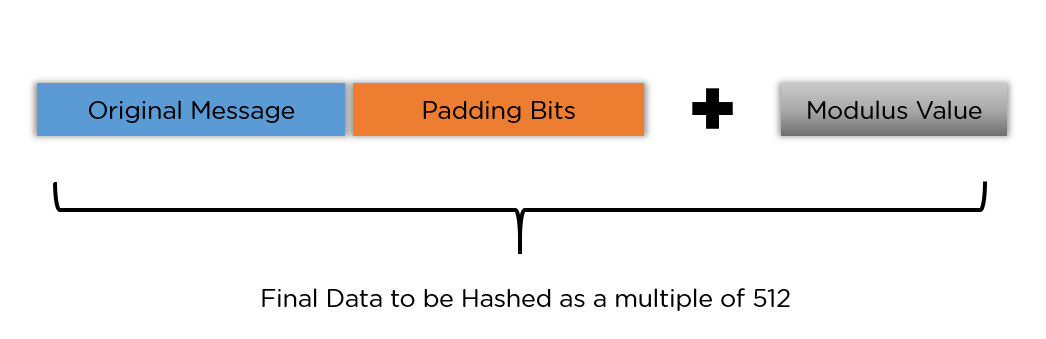 Original Message
Padding Bits
Modulus Value
Final Data to be Hashed as a multiple of 512